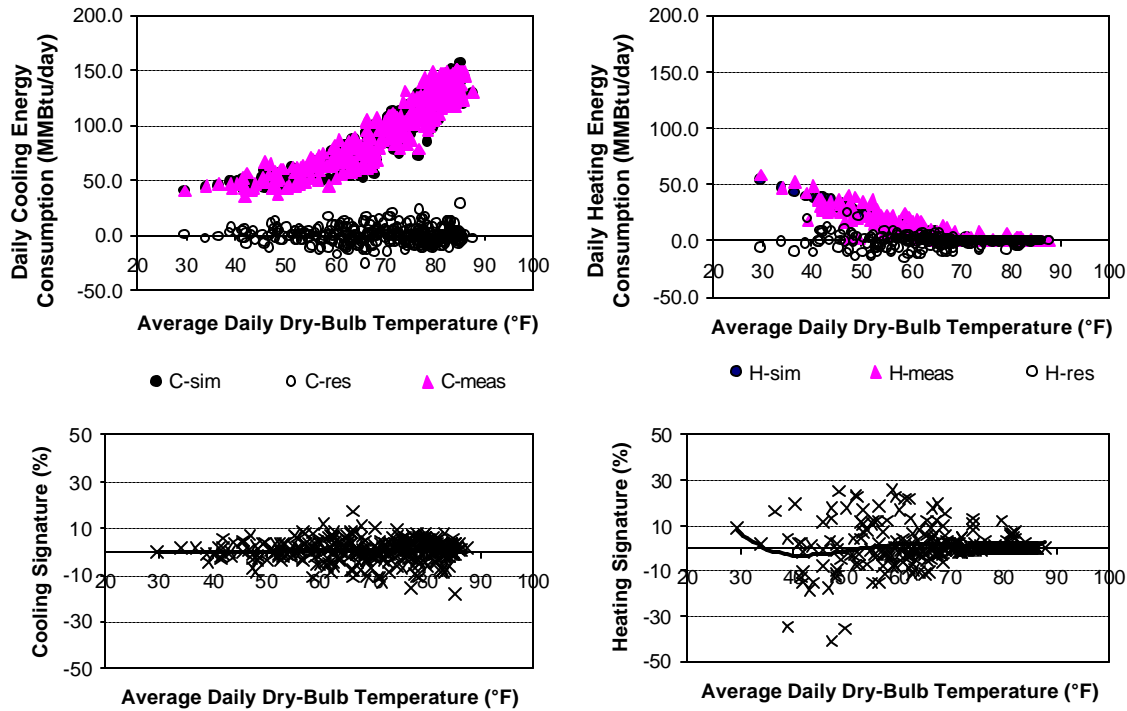 Daily Cooling Energy
Consumption (MMBtu/day)
200.0
150.0
100.0
50.0
0.0
-50.0
20 30 40 50 60 70 80 90 100
Average Daily Dry-Bulb Temperature (°F)
C-sim C-res C-meas
Daily Heating Energy
Consumption (MMBtu/day)
200.0
150.0
100.0
50.0
0.0
-50.0
20 30 40 50 60 70 80 90 100
Average Daily Dry-Bulb Temperature (°F)
H-sim H-meas H-res
Cooling Signature (%)
50
30
10
-10
-30
-50
20 30 40 50 60 70 80 90 100
Average Daily Dry-Bulb Temperature (°F)
Heating Signature (%)
50
30
10
-10
-30
-50
20 30 40 50 60 70 80 90 100
Average Daily Dry-Bulb Temperature (°F)